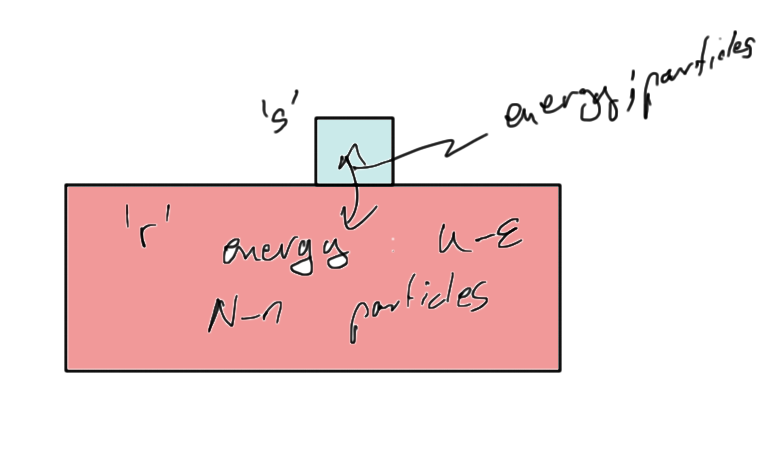 's'
energy; particles
'r'
energy : u-ε
N-n particles